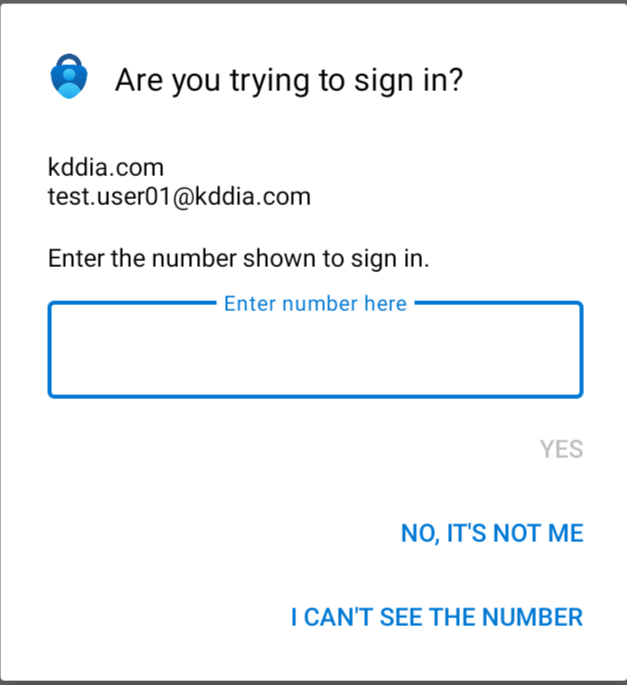 Are you trying to sign in?
kddia.com
test.user01@kddia.com
Enter the number shown to sign in.
Enter number here
YES
NO, IT'S NOT ME
I CAN'T SEE THE NUMBER